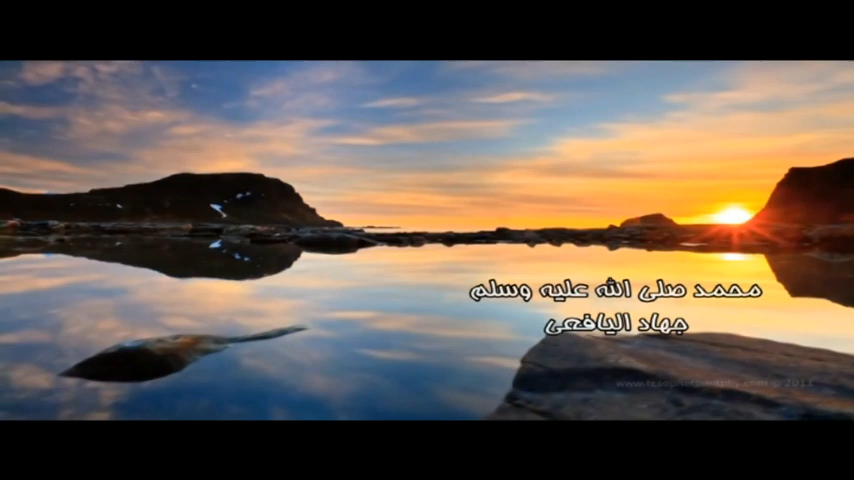 محمد صلى الله عليه وسلم
جهاد اليافعي